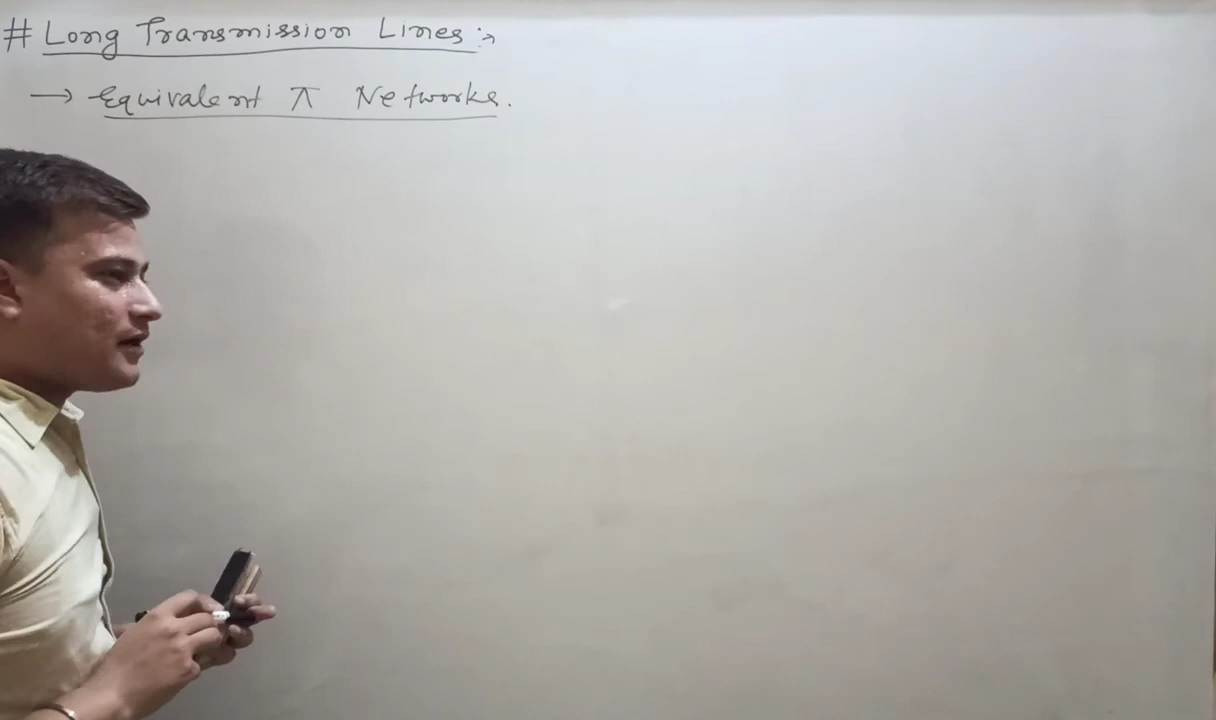 # Long Transmission Lines :→
→ Equivalent π Networks.